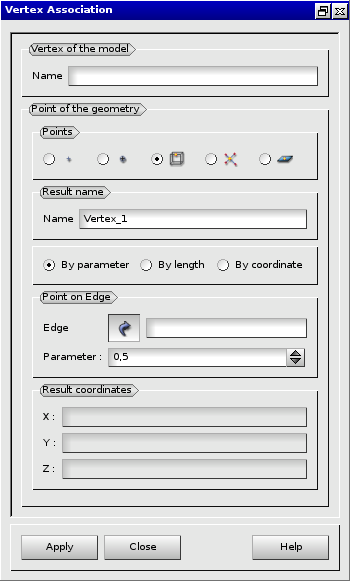 Vertex Association
Vertex of the model
Name
Point of the geometry
Points
Result name
Name Vertex_1
By parameter By length By coordinate
Point on Edge
Edge
Parameter : 0,5
Result coordinates
X :
Y :
Z :
Apply Close Help